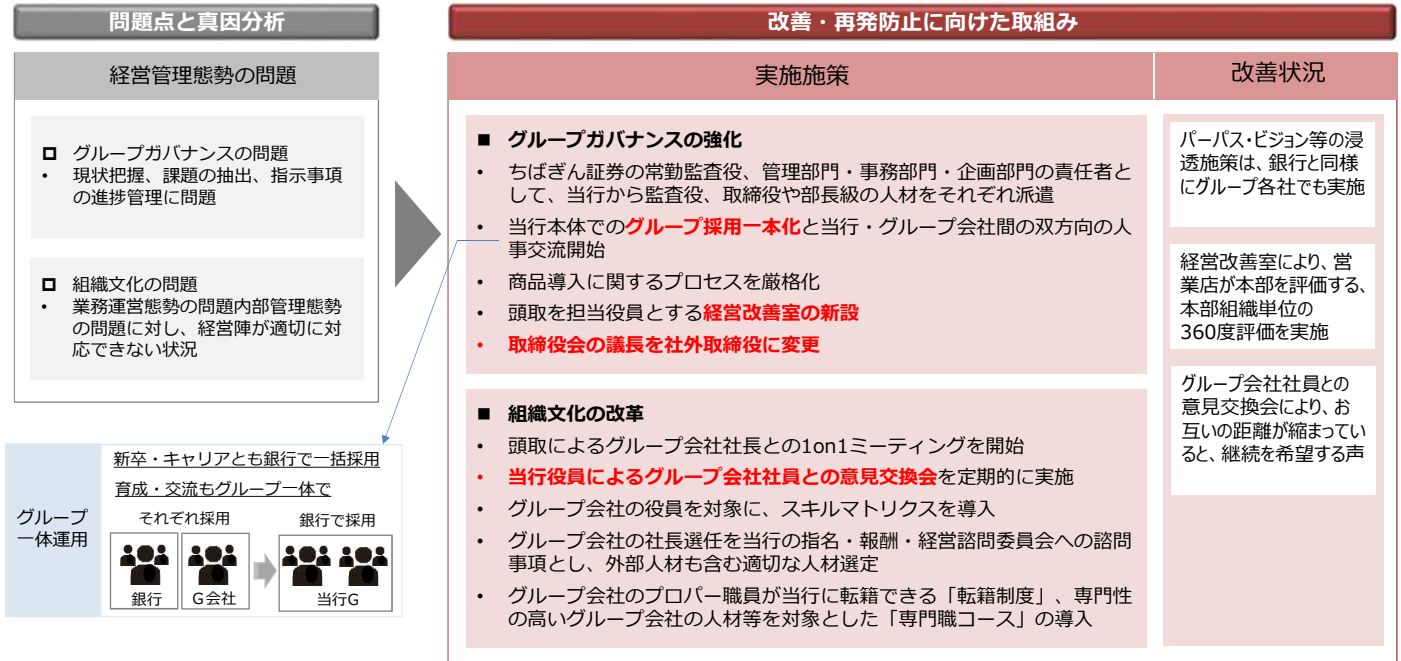 問題点と真因分析
経営管理態勢の問題
グループガバナンスの問題
• 現状把握、課題の抽出、指示事項
の進捗管理に問題
組織文化の問題
• 業務運営態勢の問題内部管理態勢
の問題に対し、経営陣が適切に対
応できない状況
改善・再発防止に向けた取組み
実施施策
■ グループガバナンスの強化
• ちばぎん証券の常勤監査役、管理部門・事務部門・企画部門の責任者と
して、当行から監査役、取締役や部長級の人材をそれぞれ派遣
• 当行本体でのグループ採用一本化と当行・グループ会社間の双方向の人
事交流開始
• 商品導入に関するプロセスを厳格化
• 頭取を担当役員とする経営改善室の新設
• 取締役会の議長を社外取締役に変更
■ 組織文化の改革
• 頭取によるグループ会社社長との1on1ミーティングを開始
• 当行役員によるグループ会社社員との意見交換会を定期的に実施
• グループ会社の役員を対象に、スキルマトリクスを導入
• グループ会社の社長選任を当行の指名・報酬・経営諮問委員会への諮問
事項とし、外部人材も含む適切な人材選定
• グループ会社のプロパー職員が当行に転籍できる「転籍制度」、専門性
の高いグループ会社の人材等を対象とした「専門職コース」の導入
改善状況
パーパス・ビジョン等の浸
透施策は、銀行と同様
にグループ各社でも実施
経営改善室により、営
業店が本部を評価する、
本部組織単位の
360度評価を実施
グループ会社社員との
意見交換会により、お
互いの距離が縮まってい
ると、継続を希望する声
グループ
一体運用
新卒・キャリアとも銀行で一括採用
育成・交流もグループ一体で
それぞれ採用
銀行で採用
銀行
G会社
当行G